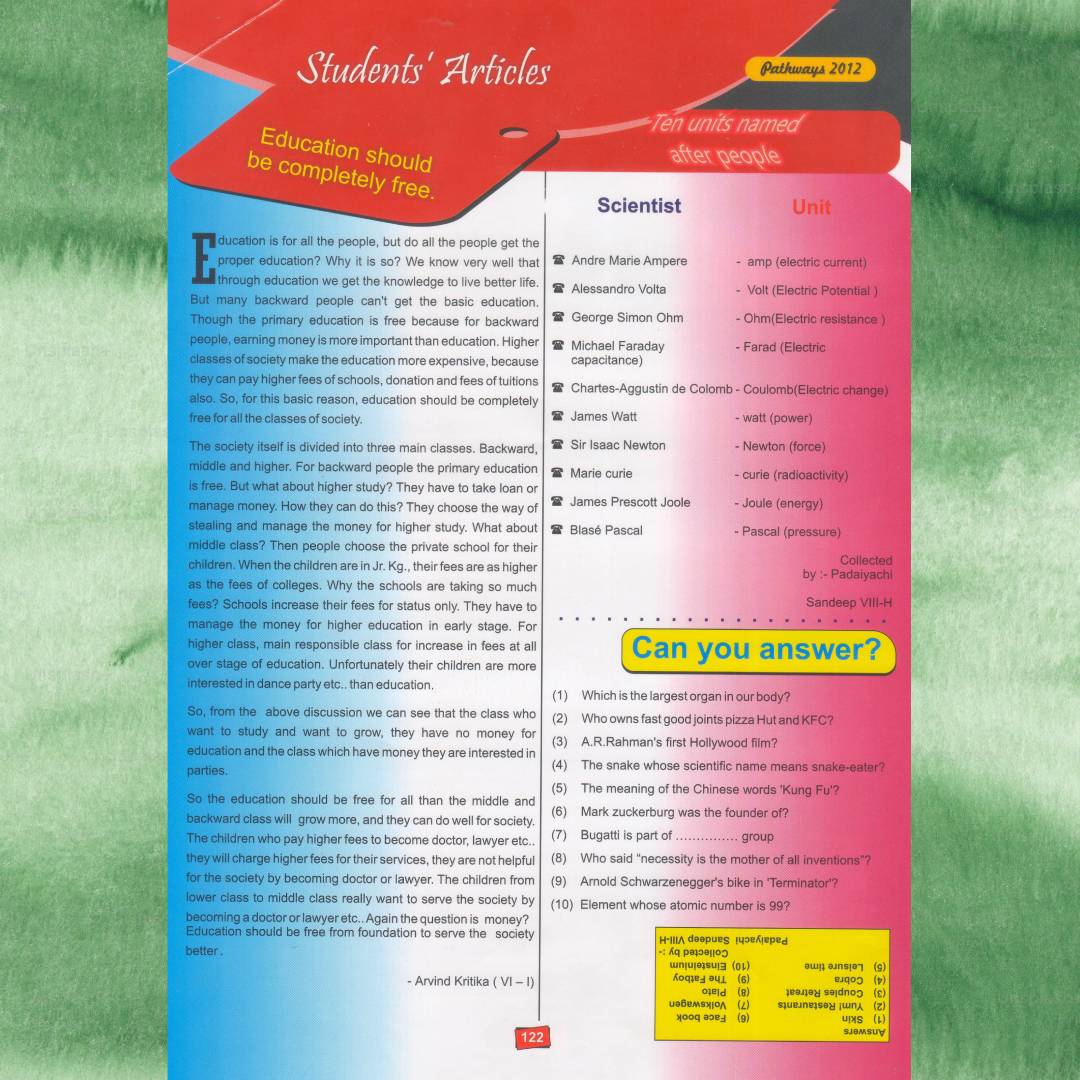 Students' Articles
Pathways 2012
Education should
be completely free.
Education is for all the people, but do all the people get the
proper education? Why it is so? We know very well that
through education we get the knowledge to live better life.
But many backward people can't get the basic education.
Though the primary education is free because for backward
people, earning money is more important than education. Higher
classes of society make the education more expensive, because
they can pay higher fees of schools, donation and fees of tuitions
also. So, for this basic reason, education should be completely
free for all the classes of society.
The society itself is divided into three main classes. Backward,
middle and higher. For backward people the primary education
is free. But what about higher study? They have to take loan or
manage money. How they can do this? They choose the way of
stealing and manage the money for higher study. What about
middle class? Then people choose the private school for their
children. When the children are in Jr. Kg., their fees are as higher
as the fees of colleges. Why the schools are taking so much
fees? Schools increase their fees for status only. They have to
manage the money for higher education in early stage. For
higher class, main responsible class for increase in fees at all
over stage of education. Unfortunately their children are more
interested in dance party etc.. than education.
So, from the above discussion we can see that the class who
want to study and want to grow, they have no money for
education and the class which have money they are interested in
parties.
So the education should be free for all than the middle and
backward class will grow more, and they can do well for society.
The children who pay higher fees to become doctor, lawyer etc..
they will charge higher fees for their services, they are not helpful
for the society by becoming doctor or lawyer. The children from
lower class to middle class really want to serve the society by
becoming a doctor or lawyer etc.. Again the question is money?
Education should be free from foundation to serve the society
better .
- Arvind Kritika ( VI – I)
Ten units named
after people
Scientist Unit
Andre Marie Ampere - amp (electric current)
Alessandro Volta - Volt (Electric Potential )
George Simon Ohm - Ohm(Electric resistance )
Michael Faraday - Farad (Electric
capacitance)
Chartes-Aggustin de Colomb - Coulomb(Electric change)
James Watt - watt (power)
Sir Isaac Newton - Newton (force)
Marie curie - curie (radioactivity)
James Prescott Joole - Joule (energy)
Blasé Pascal - Pascal (pressure)
Collected
by :- Padaiyachi
Sandeep VIII-H
Can you answer?
(1) Which is the largest organ in our body?
(2) Who owns fast good joints pizza Hut and KFC?
(3) A.R.Rahman's first Hollywood film?
(4) The snake whose scientific name means snake-eater?
(5) The meaning of the Chinese words 'Kung Fu'?
(6) Mark zuckerburg was the founder of?
(7) Bugatti is part of ............... group
(8) Who said “necessity is the mother of all inventions”?
(9) Arnold Schwarzenegger's bike in 'Terminator'?
(10) Element whose atomic number is 99?
Answers
(1) Skin (6) Face book
(2) Yum! Restaurants (7) Volkswagen
(3) Couples Retreat (8) Plato
(4) Cobra (9) The Fatboy
(5) Leisure time (10) Einsteinium
Collected by :-
Padaiyachi Sandeep VIII-H
122